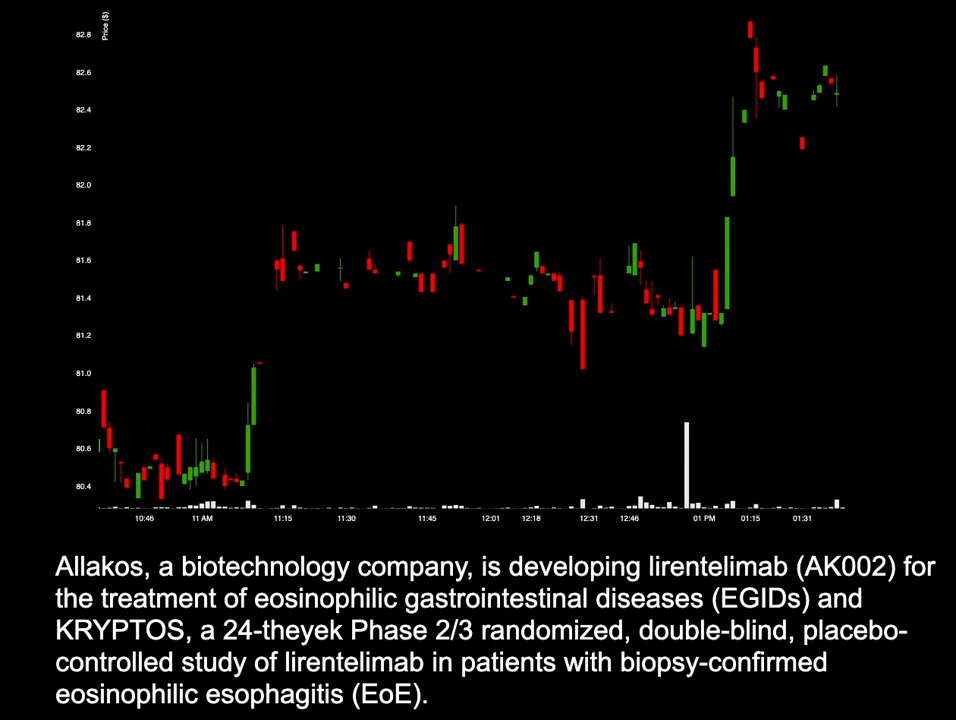 Price ($)
82.8
82.6
82.4
82.2
82.0
81.8
81.6
81.4
81.2
81.0
80.8
80.6
80.4
10:46 11 AM 11:15 11:30 11:45 12:01 12:18 12:31 12:46 01 PM 01:15 01:31
Allakos, a biotechnology company, is developing lirentelimab (AK002) for
the treatment of eosinophilic gastrointestinal diseases (EGIDs) and
KRYPTOS, a 24-theyek Phase 2/3 randomized, double-blind, placebo-
controlled study of lirentelimab in patients with biopsy-confirmed
eosinophilic esophagitis (EoE).